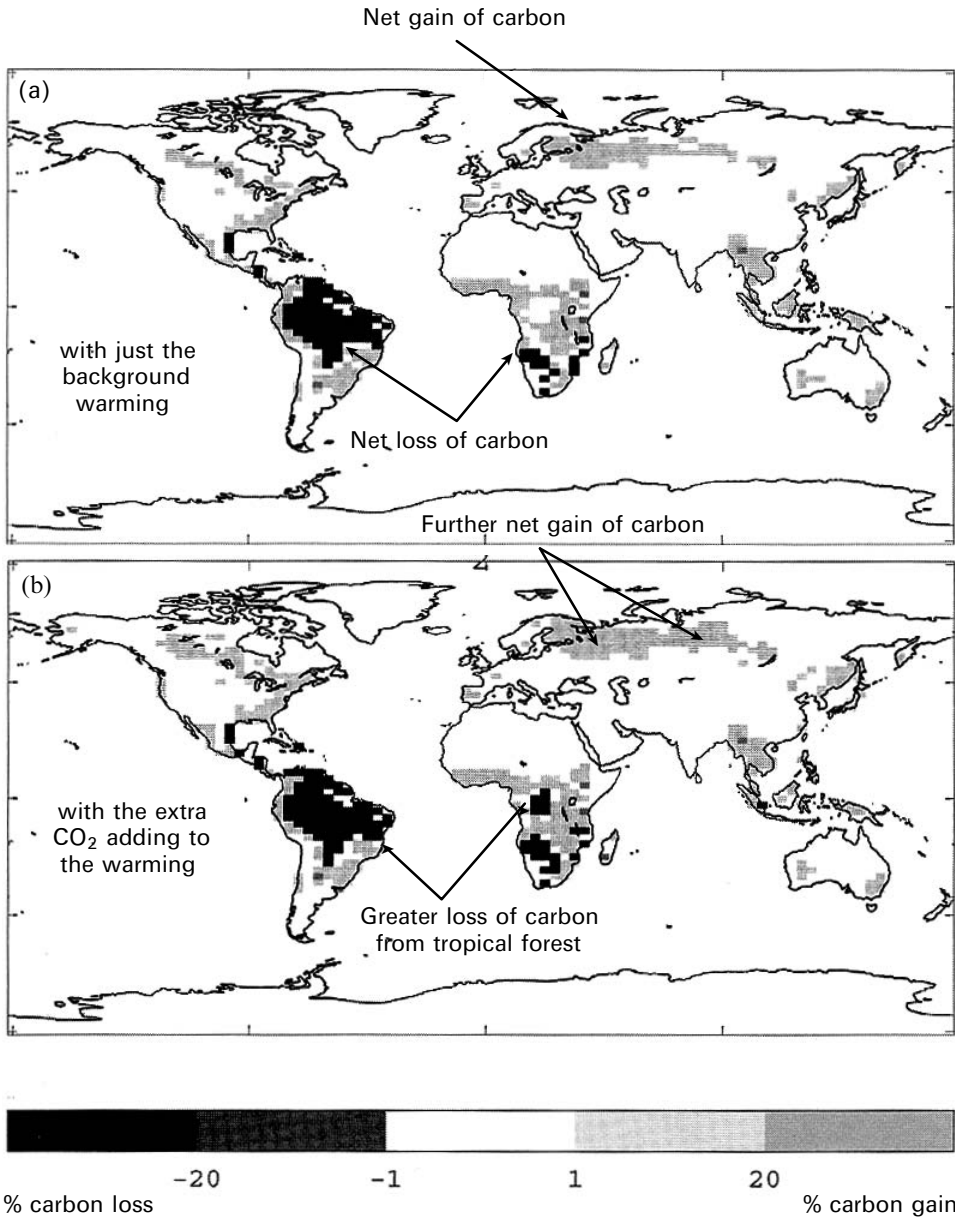 Net gain of carbon
(a)
with just the
background
warming
Net loss of carbon
Further net gain of carbon
(b)
with the extra
CO₂ adding to
the warming
Greater loss of carbon
from tropical forest
-20 -1 1 20
% carbon loss % carbon gain